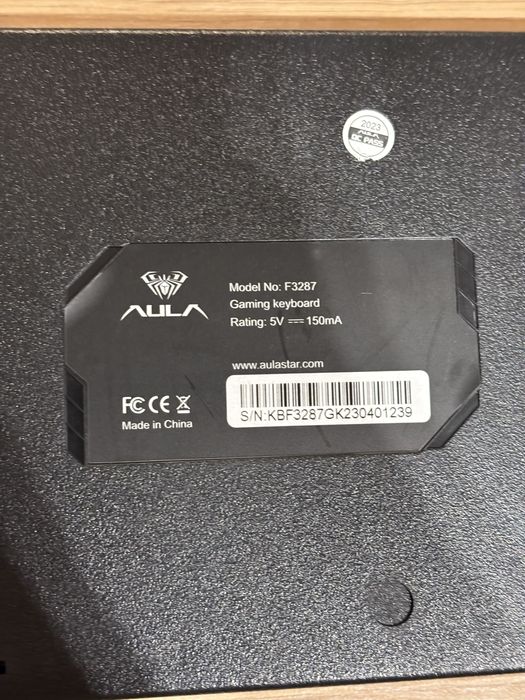 2023
AULA
QC PASS
AULA
Model No: F3287
Gaming keyboard
Rating: 5V ⎓ 150mA
www.aulastar.com
FC CE
Made in China
S/N:KBF3287GK230401239